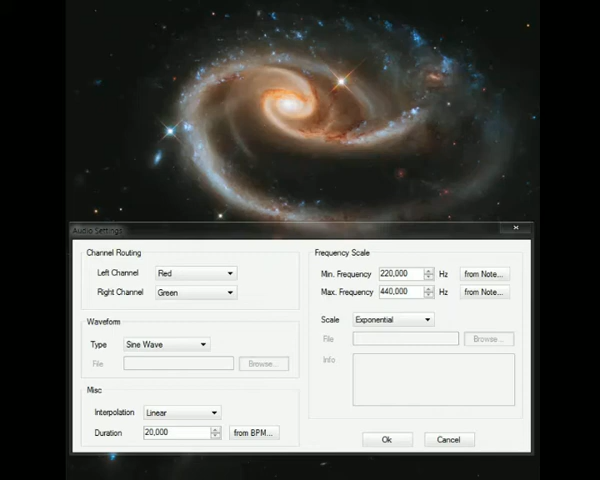 Audio Settings
Channel Routing
Left Channel Red
Right Channel Green
Waveform
Type Sine Wave
File Browse...
Misc
Interpolation Linear
Duration 20,000 from BPM...
Frequency Scale
Min. Frequency 220,000 Hz from Note...
Max. Frequency 440,000 Hz from Note...
Scale Exponential
File Browse...
Info
Ok Cancel